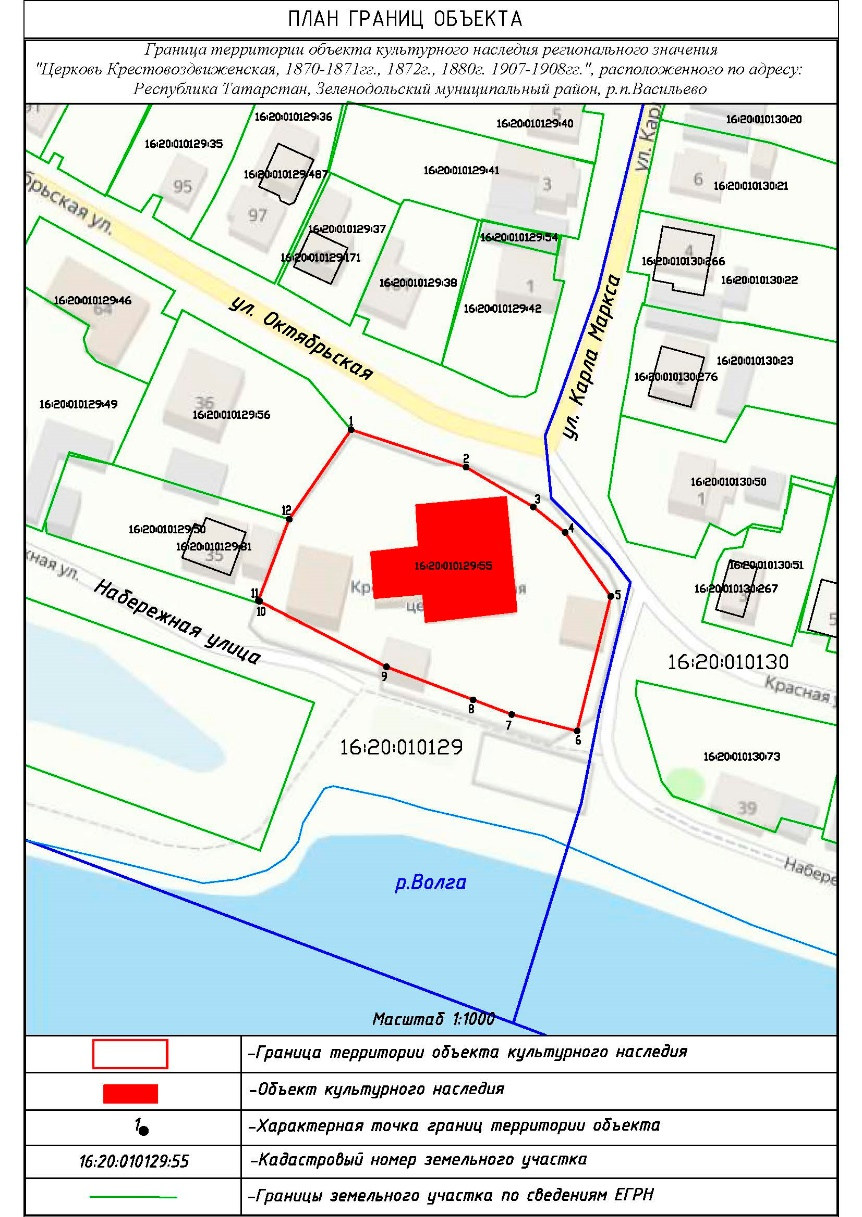 ПЛАН ГРАНИЦ ОБЪЕКТА
Граница территории объекта культурного наследия регионального значения
"Церковь Крестовоздвиженская, 1870-1871гг., 1872г., 1880г. 1907-1908гг.", расположенного по адресу:
Республика Татарстан, Зеленодольский муниципальный район, р.п.Васильево
16:20:010129:36
16:20:010129:40
16:20:010130:20
5
ул. Карла
16:20:010129:35
95
16:20:010129:487
16:20:010129:41
3
6
16:20:010130:21
брьская ул.
97
16:20:010129:37
16:20:010129:54
4
16:20:010129:171
16:20:010130:266
16:20:010129:38
1
16:20:010130:22
16:20:010129:46
64
ул. Октябрьская
16:20:010129:42
ул. Карла Маркса
16:20:010130:23
16:20:010130:276
36
16:20:010129:49
16:20:010129:56
1
2
16:20:010130:50
1
3
12
4
16:20:010129:50
16:20:010129:81
35
16:20:010129:55
16:20:010130:51
16:20:010130:267
жная ул.
Набережная улица
11
10
5
5
16:20:010130
9
Красная у
8
7
6
16:20:010129
16:20:010130:73
39
Набере
р.Волга
Масштаб 1:1000
-Граница территории объекта культурного наследия
-Объект культурного наследия
1
-Характерная точка границ территории объекта
16:20:010129:55
-Кадастровый номер земельного участка
-Границы земельного участка по сведениям ЕГРН